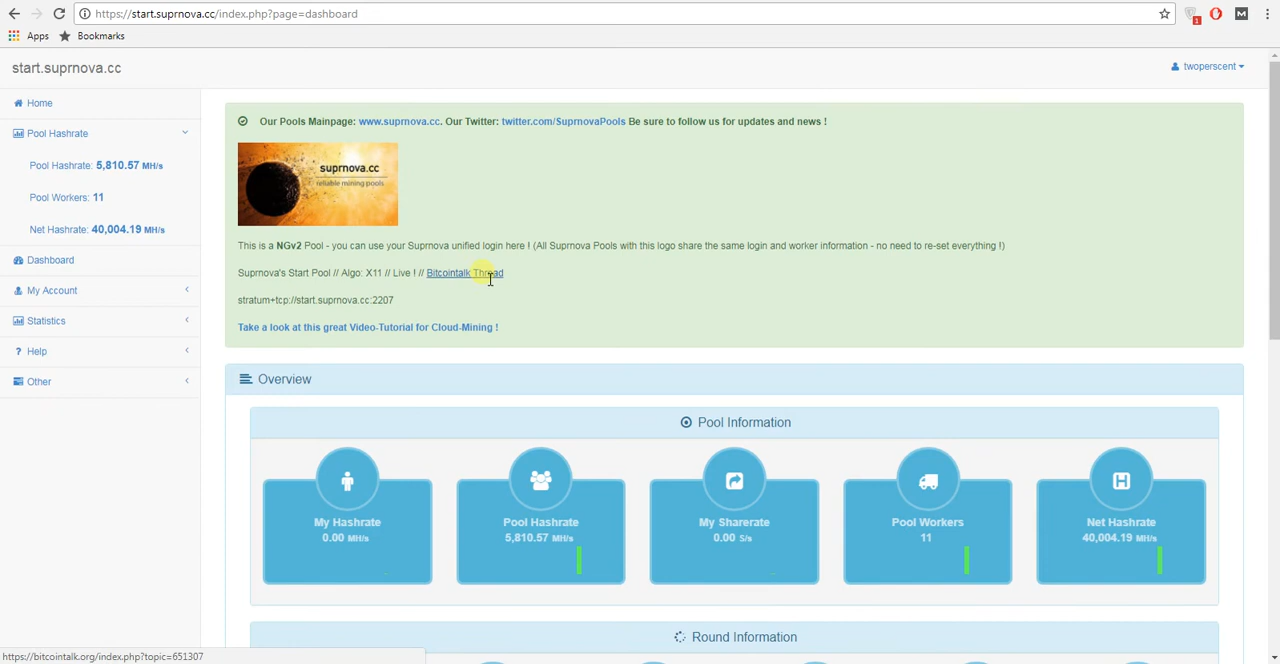 https://start.suprnova.cc/index.php?page=dashboard
1
M
Apps
Bookmarks
start.suprnova.cc
twoperscent
Home
Pool Hashrate
Pool Hashrate: 5,810.57 MH/s
Pool Workers: 11
Net Hashrate: 40,004.19 MH/s
Dashboard
My Account
Statistics
? Help
Other
Our Pools Mainpage: www.suprnova.cc. Our Twitter: twitter.com/SuprnovaPools Be sure to follow us for updates and news !
suprnova.cc
reliable mining pools
This is a NGv2 Pool - you can use your Suprnova unified login here ! (All Suprnova Pools with this logo share the same login and worker information - no need to re-set everything !)
Suprnova's Start Pool // Algo: X11 // Live ! // Bitcointalk Thread
stratum+tcp://start.suprnova.cc:2207
Take a look at this great Video-Tutorial for Cloud-Mining !
Overview
Pool Information
My Hashrate
0.00 MH/s
Pool Hashrate
5,810.57 MH/s
My Sharerate
0.00 S/s
Pool Workers
11
H
Net Hashrate
40,004.19 MH/s
Round Information
https://bitcointalk.org/index.php?topic=651307